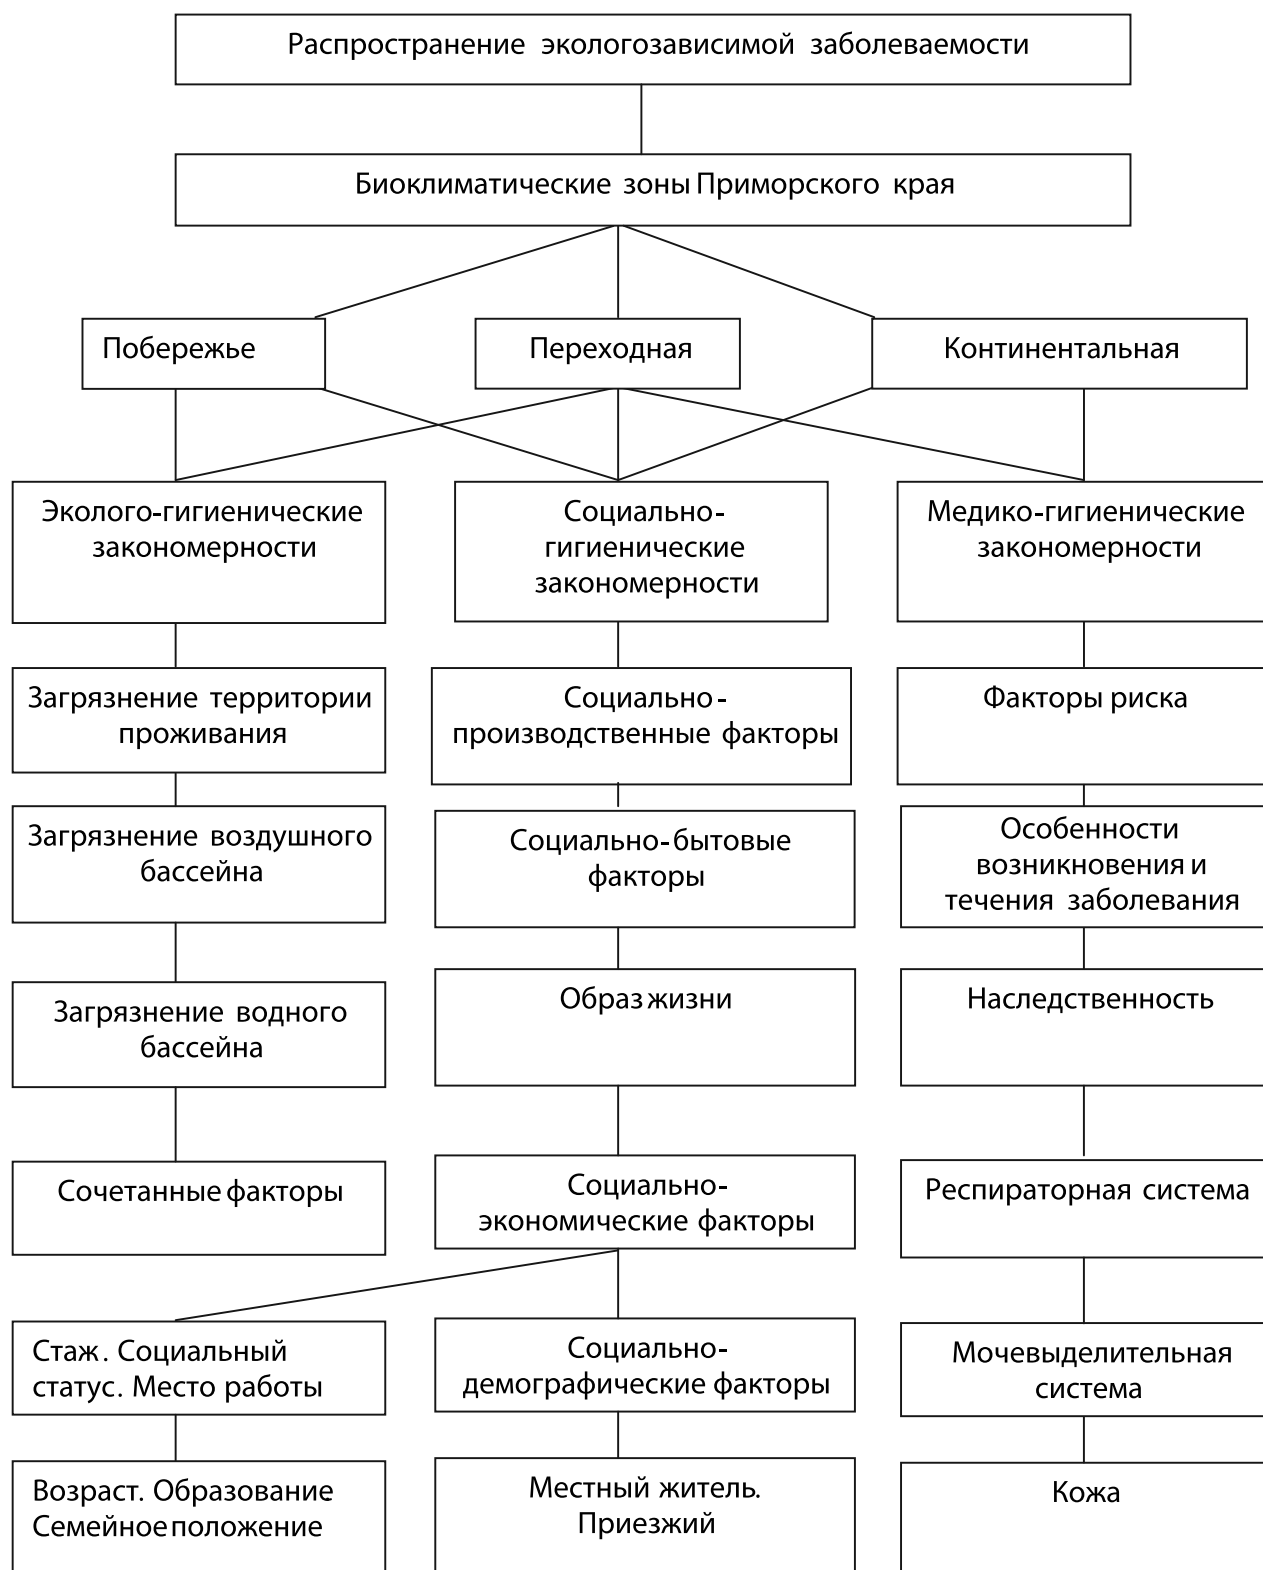 Распространение экологозависимой заболеваемости
Биоклиматические зоны Приморского края
Побережье
Переходная
Континентальная
Эколого-гигиенические
закономерности
Социально-
гигиенические
закономерности
Медико-гигиенические
закономерности
Загрязнение территории
проживания
Социально-
производственные факторы
Факторы риска
Загрязнение воздушного
бассейна
Социально-бытовые
факторы
Особенности
возникновения и
течения заболевания
Загрязнение водного
бассейна
Образ жизни
Наследственность
Сочетанные факторы
Социально-
экономические факторы
Респираторная система
Стаж. Социальный
статус. Место работы
Социально-
демографические факторы
Мочевыделительная
система
Возраст. Образование
Семейное положение
Местный житель.
Приезжий
Кожа